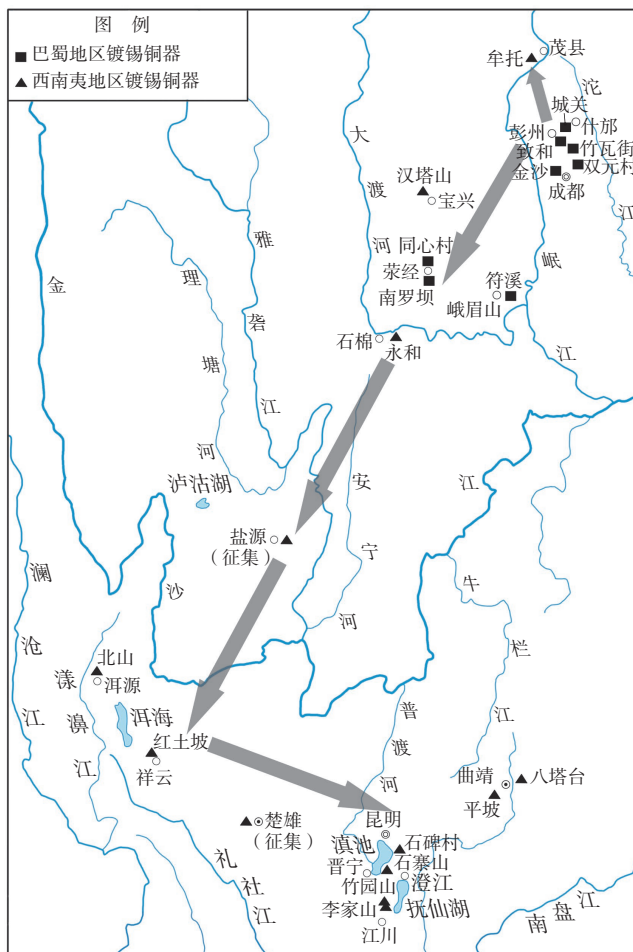 图 例
巴蜀地区镀锡铜器
西南夷地区镀锡铜器
茂县
牟托
沱江
城关
什邡
彭州
致和
竹瓦街
双元村
金沙
成都
大渡河
汉塔山
宝兴
岷江
同心村
荥经
南罗坝
符溪
峨眉山
雅砻江
理塘河
金沙江
石棉
永和
安宁河
泸沽湖
盐源
（征集）
牛栏江
澜沧江
漾濞江
北山
洱源
洱海
红土坡
祥云
普渡河
曲靖
八塔台
平坡
楚雄
（征集）
昆明
滇池
石碑村
晋宁
石寨山
竹园山
澄江
李家山
抚仙湖
江川
礼社江
南盘江